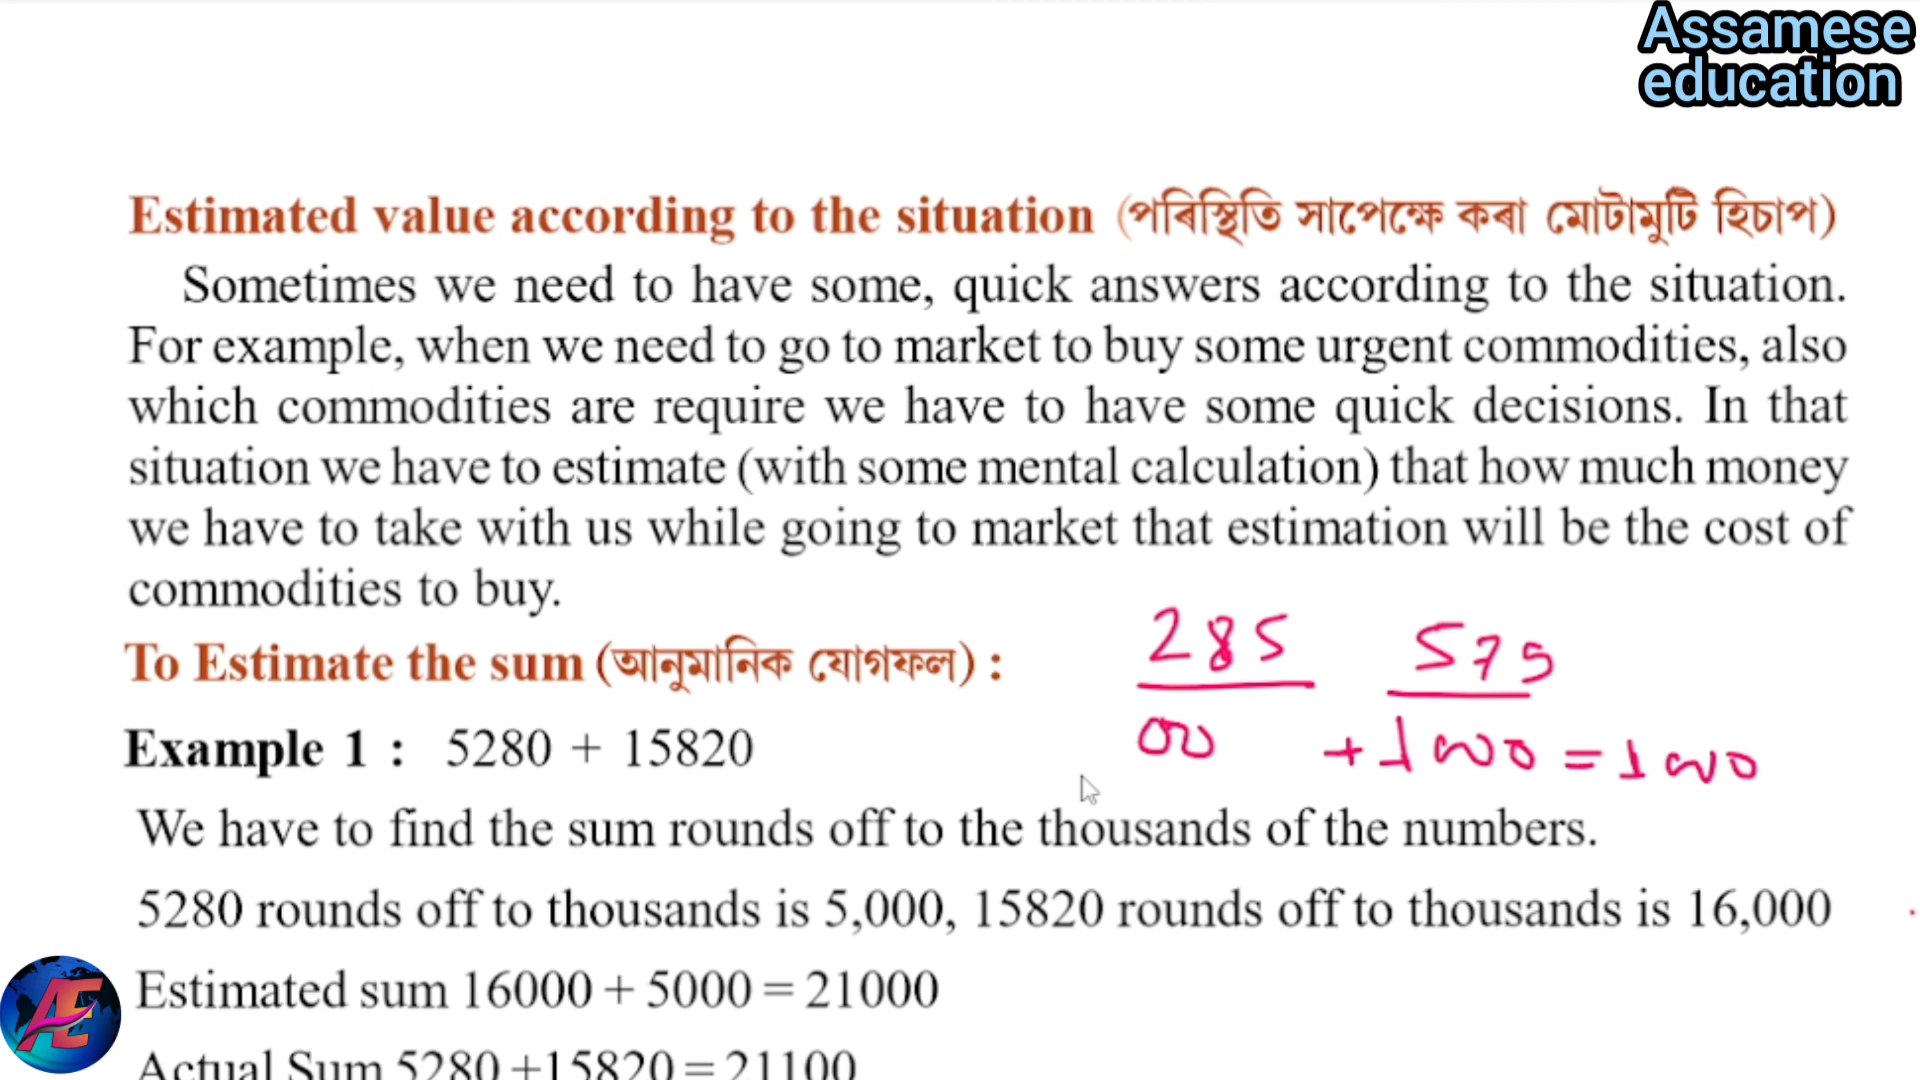 Assamese
education
Estimated value according to the situation (পৰিস্থিতি সাপেক্ষে কৰা মোটামুটি হিচাপ)
Sometimes we need to have some, quick answers according to the situation.
For example, when we need to go to market to buy some urgent commodities, also
which commodities are require we have to have some quick decisions. In that
situation we have to estimate (with some mental calculation) that how much money
we have to take with us while going to market that estimation will be the cost of
commodities to buy.
285 575
To Estimate the sum (আনুমানিক যোগফল) :
Example 1 : 5280 + 15820
We have to find the sum rounds off to the thousands of the numbers.
5280 rounds off to thousands is 5,000, 15820 rounds off to thousands is 16,000
Estimated sum 16000 + 5000 = 21000
Actual Sum 5280 +15820 = 21100